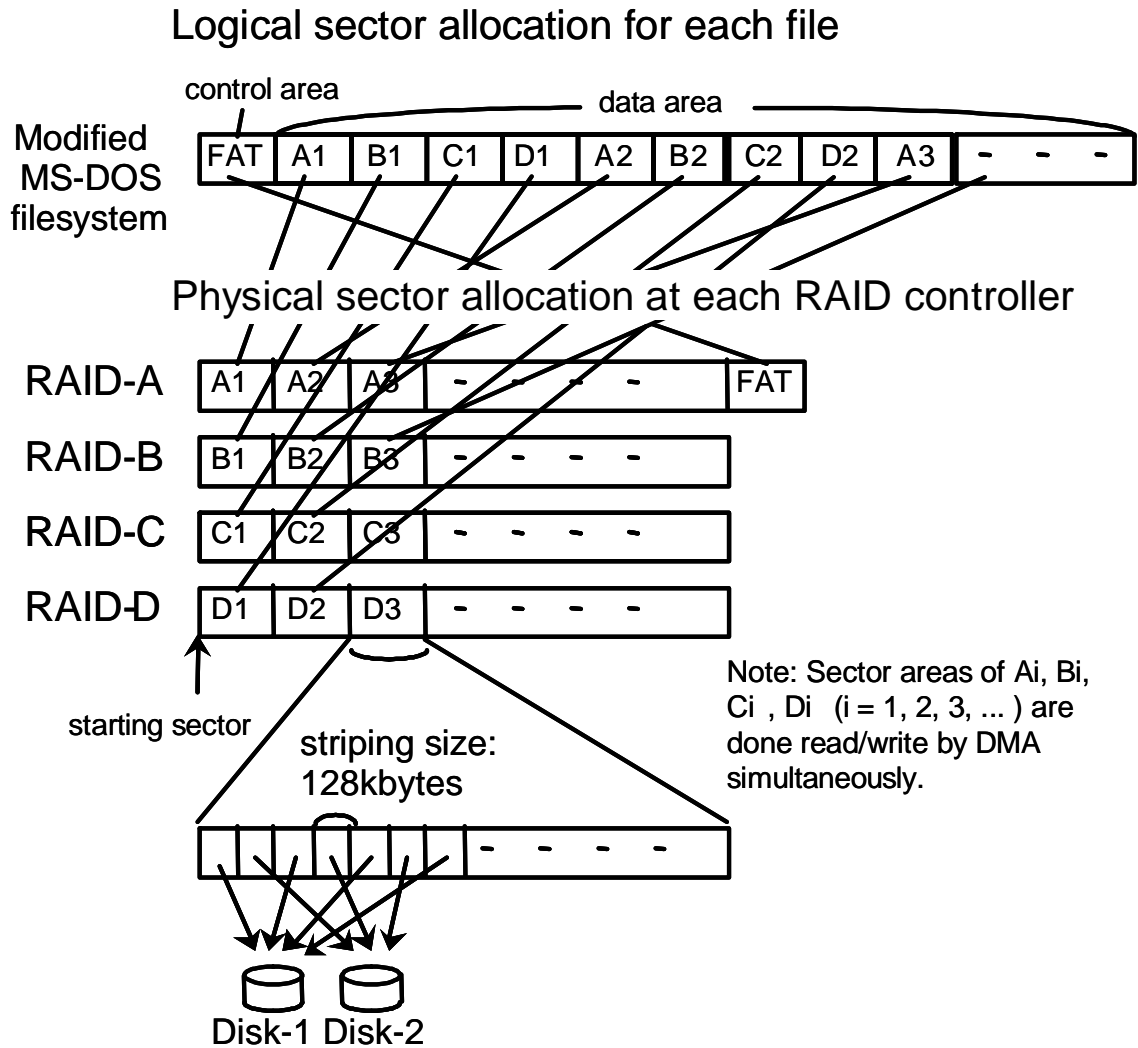 Logical sector allocation for each file
control area
data area
Modified
MS-DOS
filesystem
FAT A1 B1 C1 D1 A2 B2 C2 D2 A3 - - -
Physical sector allocation at each RAID controller
RAID-A A1 A2 A3 - - - - FAT
RAID-B B1 B2 B3 - - - -
RAID-C C1 C2 C3 - - - -
RAID-D D1 D2 D3 - - - -
starting sector
Note: Sector areas of Ai, Bi,
Ci , Di (i = 1, 2, 3, ... ) are
done read/write by DMA
simultaneously.
striping size:
128kbytes
- - - -
Disk-1 Disk-2